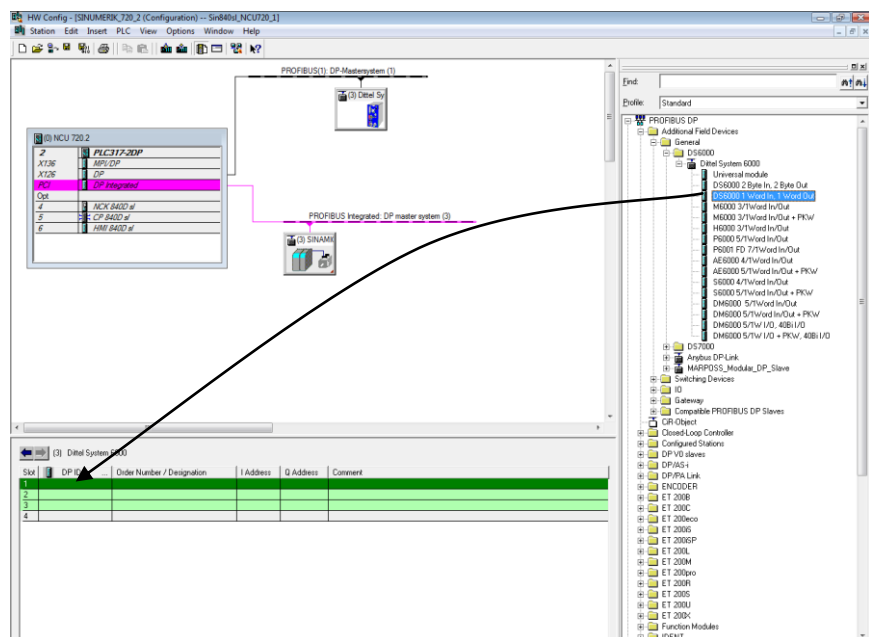 HW Config - [SINUMERIK_720_2 (Configuration) -- Sin840sl_NCU720_1]
Station Edit Insert PLC View Options Window Help
PROFIBUS(1): DP-Mastersystem (1)
(3) Dittel Sy
(0) NCU 720.2
2 PLC317-2DP
X136 MPI/DP
X126 DP
PCI DP Integrated
Opt
4 NCK 840D sl
5 CP 840D sl
6 HMI 840D sl
PROFIBUS Integrated: DP master system (3)
(3) SINAMI
(3) Dittel System 6000
Slot DP ID ... Order Number / Designation I Address Q Address Comment
1
2
3
4
Find:
Profile: Standard
PROFIBUS DP
Additional Field Devices
General
DS6000
Dittel System 6000
Universal module
DS6000 2 Byte In, 2 Byte Out
DS6000 1 Word In, 1 Word Out
M6000 3/1Word In/Out
M6000 3/1Word In/Out + PKW
H6000 3/1Word In/Out
P6000 5/1Word In/Out
P6001 FD 7/1Word In/Out
AE6000 4/1Word In/Out
AE6000 5/1Word In/Out + PKW
S6000 4/1Word In/Out
S6000 5/1Word In/Out + PKW
DM6000 5/1Word In/Out
DM6000 5/1Word In/Out + PKW
DM6000 5/1W I/O, 40Bi I/O
DM6000 5/1W I/O + PKW, 40Bi I/O
DS7000
Anybus DP-Link
MARPOSS_Modular_DP_Slave
Switching Devices
IO
Gateway
Compatible PROFIBUS DP Slaves
CiR-Object
Closed-Loop Controller
Configured Stations
DP V0 slaves
DP/AS-i
DP/PA Link
ENCODER
ET 200B
ET 200C
ET 200eco
ET 200iS
ET 200iSP
ET 200L
ET 200M
ET 200pro
ET 200R
ET 200S
ET 200U
ET 200X
Function Modules
IDENT